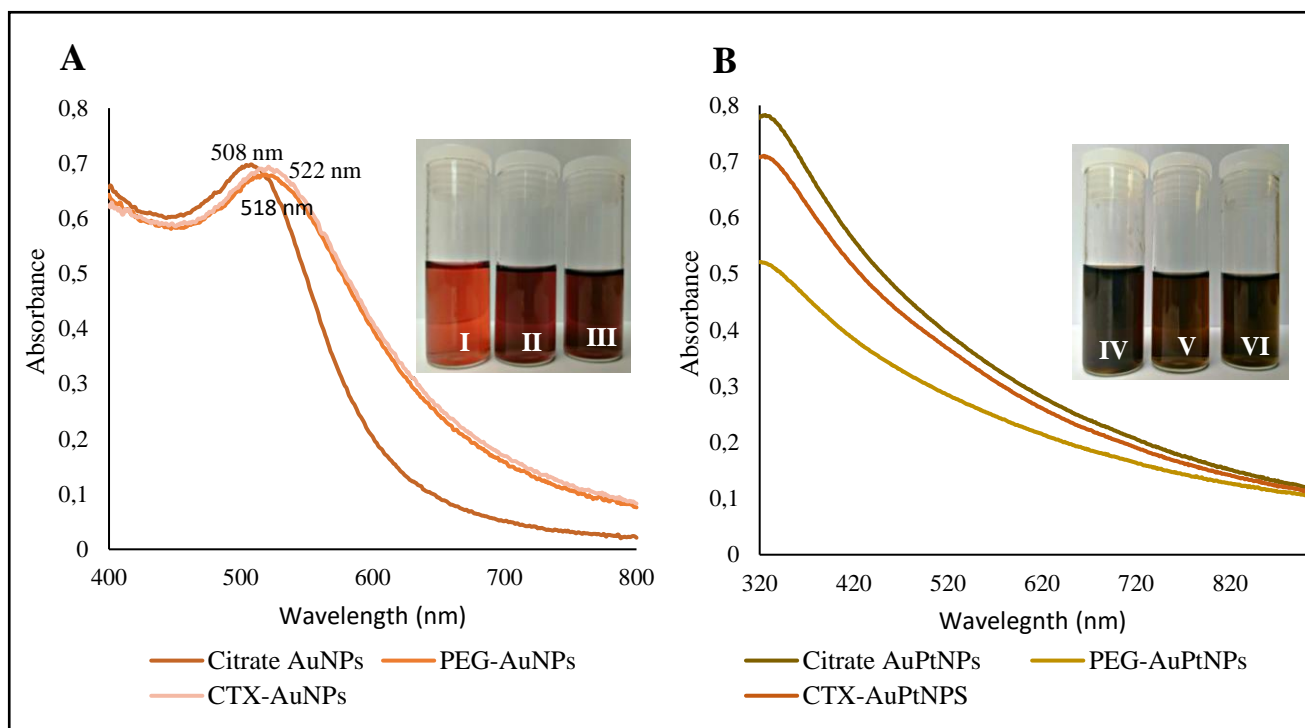 A
0,8
0,7
0,6
0,5
0,4
0,3
0,2
0,1
0
Absorbance
508 nm
522 nm
518 nm
I II III
400 500 600 700 800
Wavelength (nm)
Citrate AuNPs PEG-AuNPs
CTX-AuNPs
B
0,8
0,7
0,6
0,5
0,4
0,3
0,2
0,1
0
Absorbance
IV V VI
320 420 520 620 720 820
Wavelegnth (nm)
Citrate AuPtNPs PEG-AuPtNPs
CTX-AuPtNPS